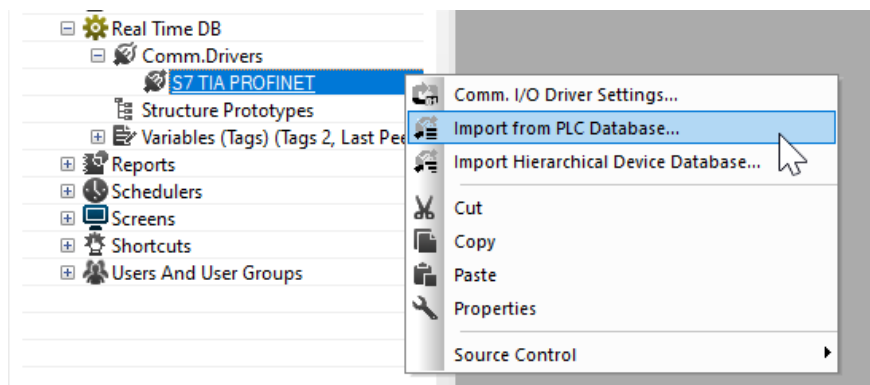 Real Time DB
Comm.Drivers
S7 TIA PROFINET
Structure Prototypes
Variables (Tags) (Tags 2, Last Pee
Reports
Schedulers
Screens
Shortcuts
Users And User Groups
Comm. I/O Driver Settings...
Import from PLC Database...
Import Hierarchical Device Database...
Cut
Copy
Paste
Properties
Source Control